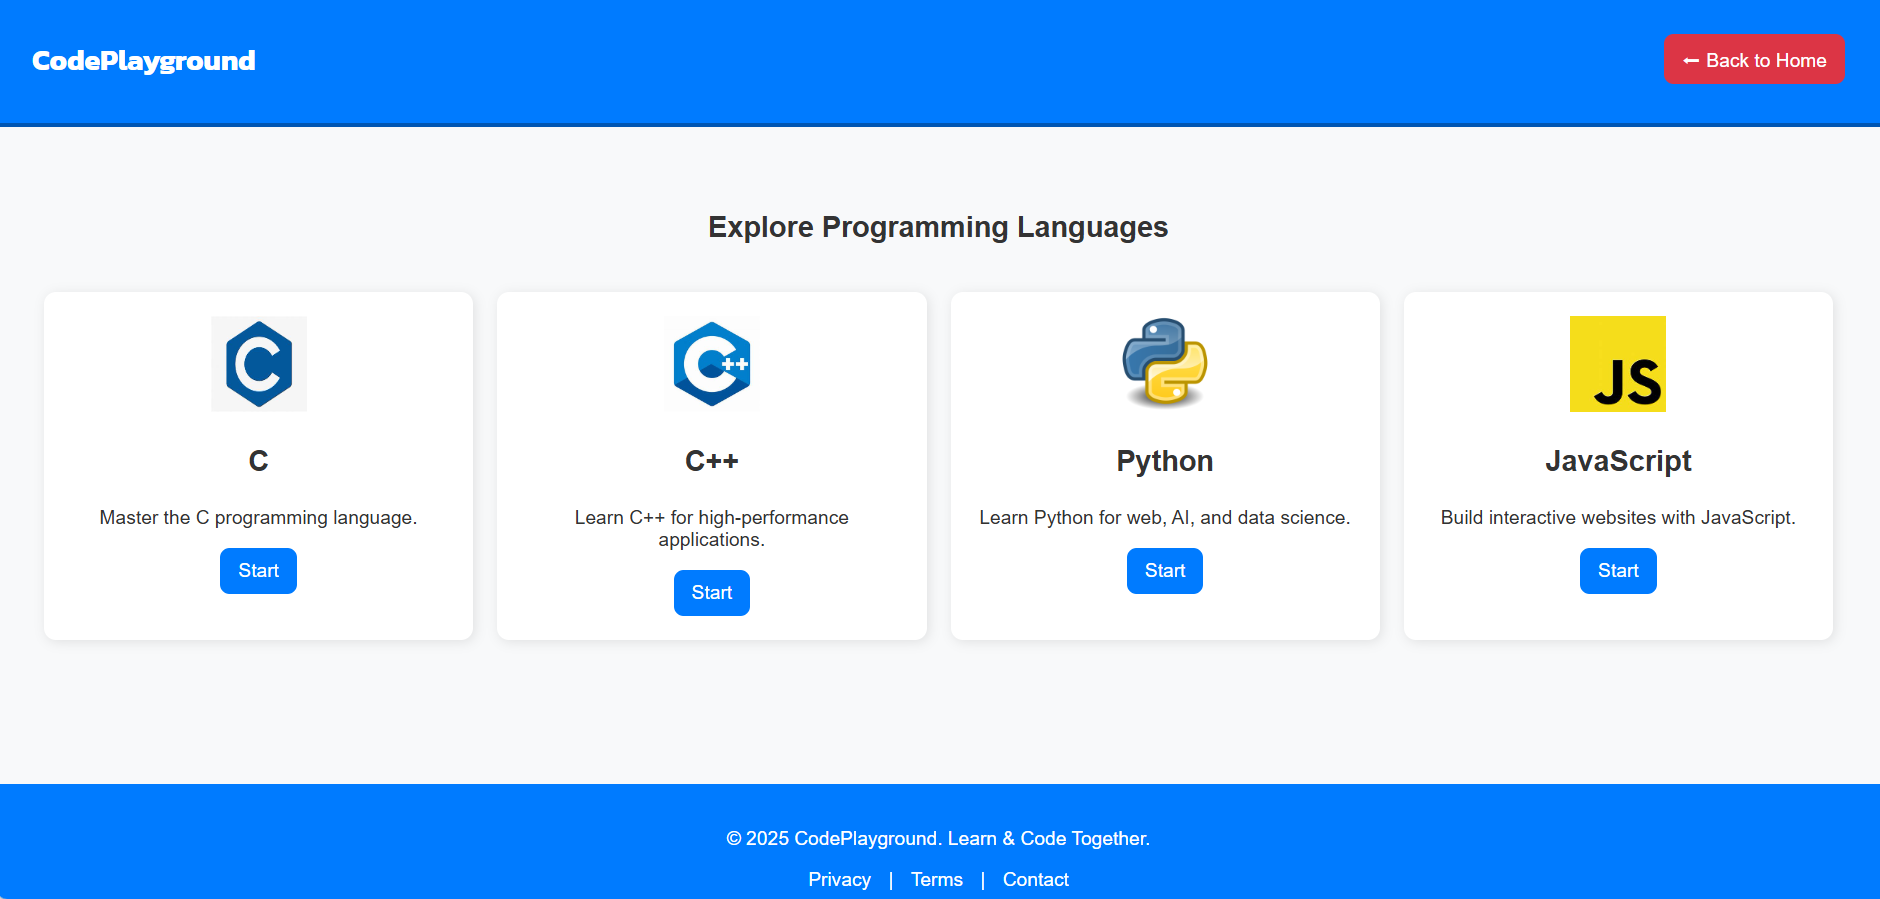 CodePlayground
← Back to Home
Explore Programming Languages
C
C++
JS
C
C++
Python
JavaScript
Master the C programming language.
Learn C++ for high-performance
applications.
Learn Python for web, AI, and data science.
Build interactive websites with JavaScript.
Start
Start
Start
Start
© 2025 CodePlayground. Learn & Code Together.
Privacy | Terms | Contact